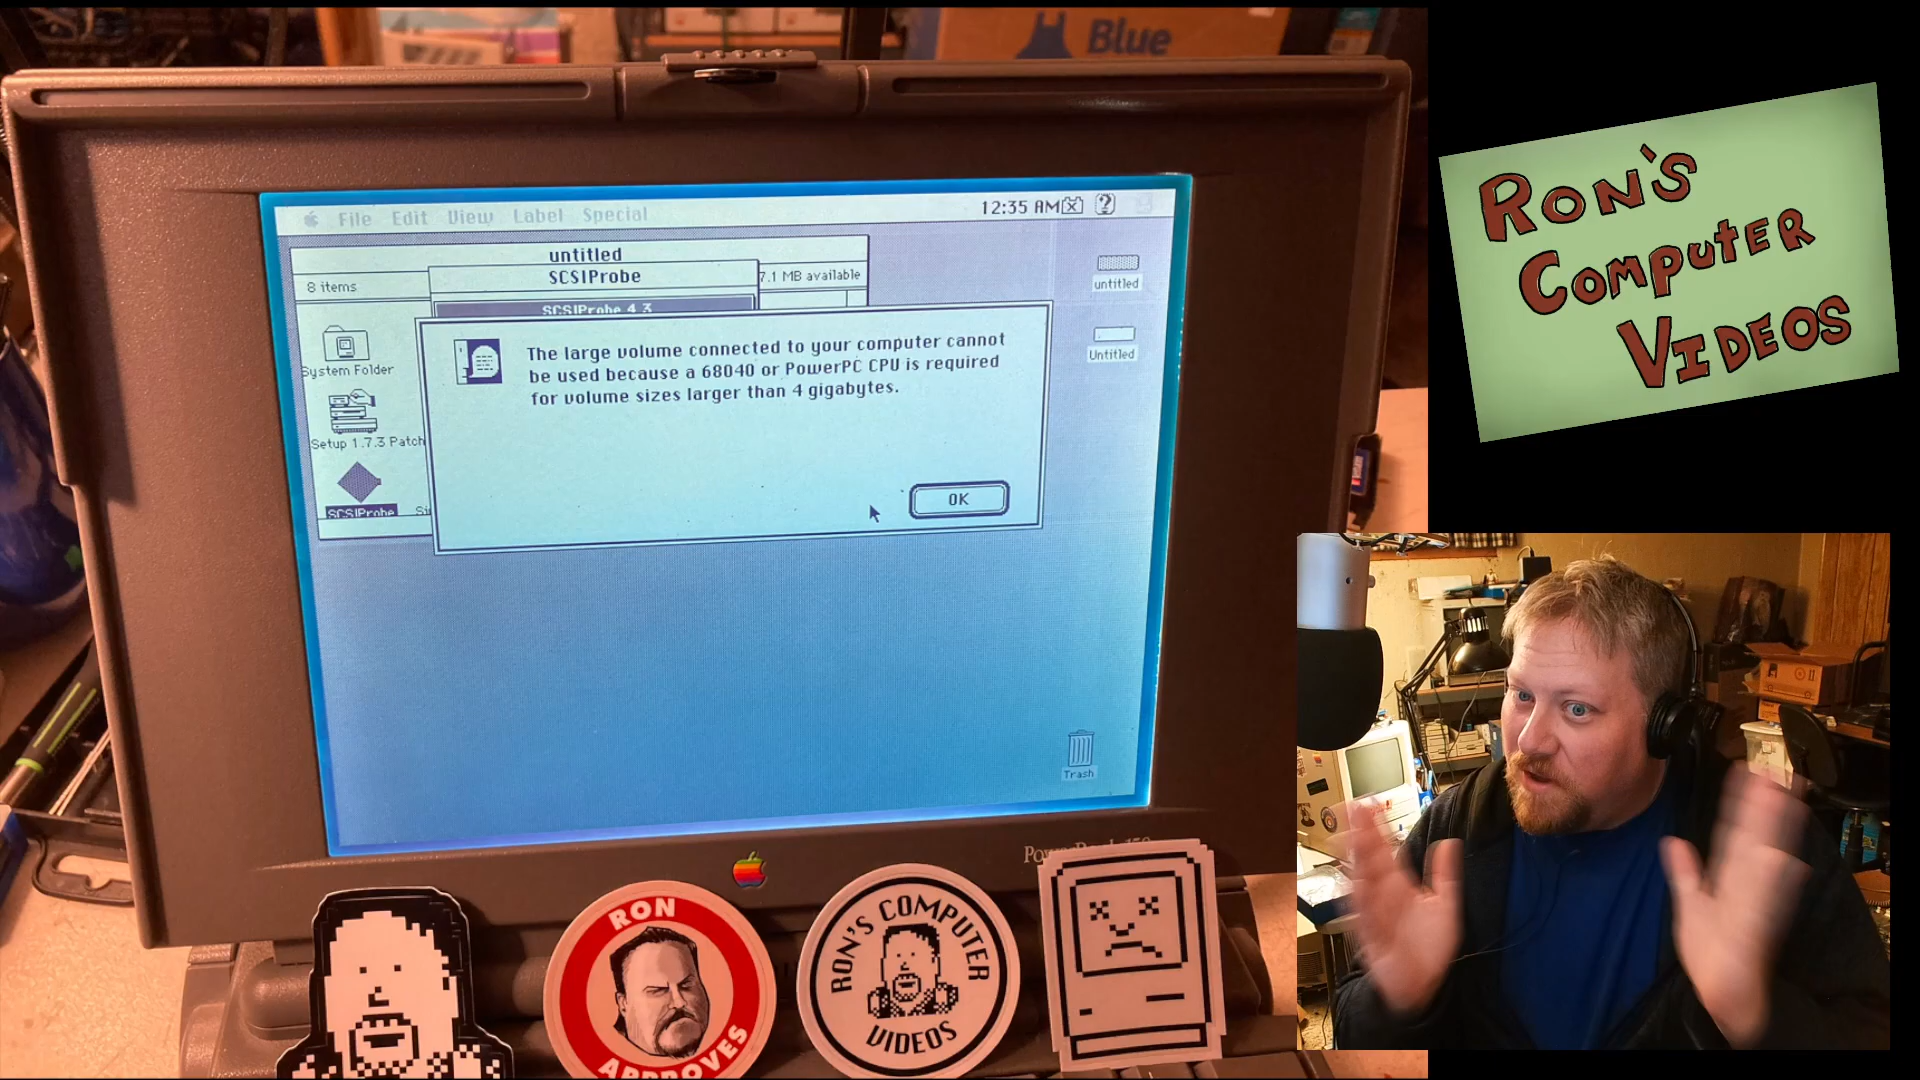 Blue
File Edit View Label Special
12:35 AM
untitled
8 items
SCSIProbe
7.1 MB available
SCSIProbe 4.3
untitled
System Folder
The large volume connected to your computer cannot
be used because a 68040 or PowerPC CPU is required
for volume sizes larger than 4 gigabytes.
Untitled
Setup 1.7.3 Patch
OK
SCSIProbe
Trash
RON
APPROVES
RON'S COMPUTER
VIDEOS
RON'S
COMPUTER
VIDEOS